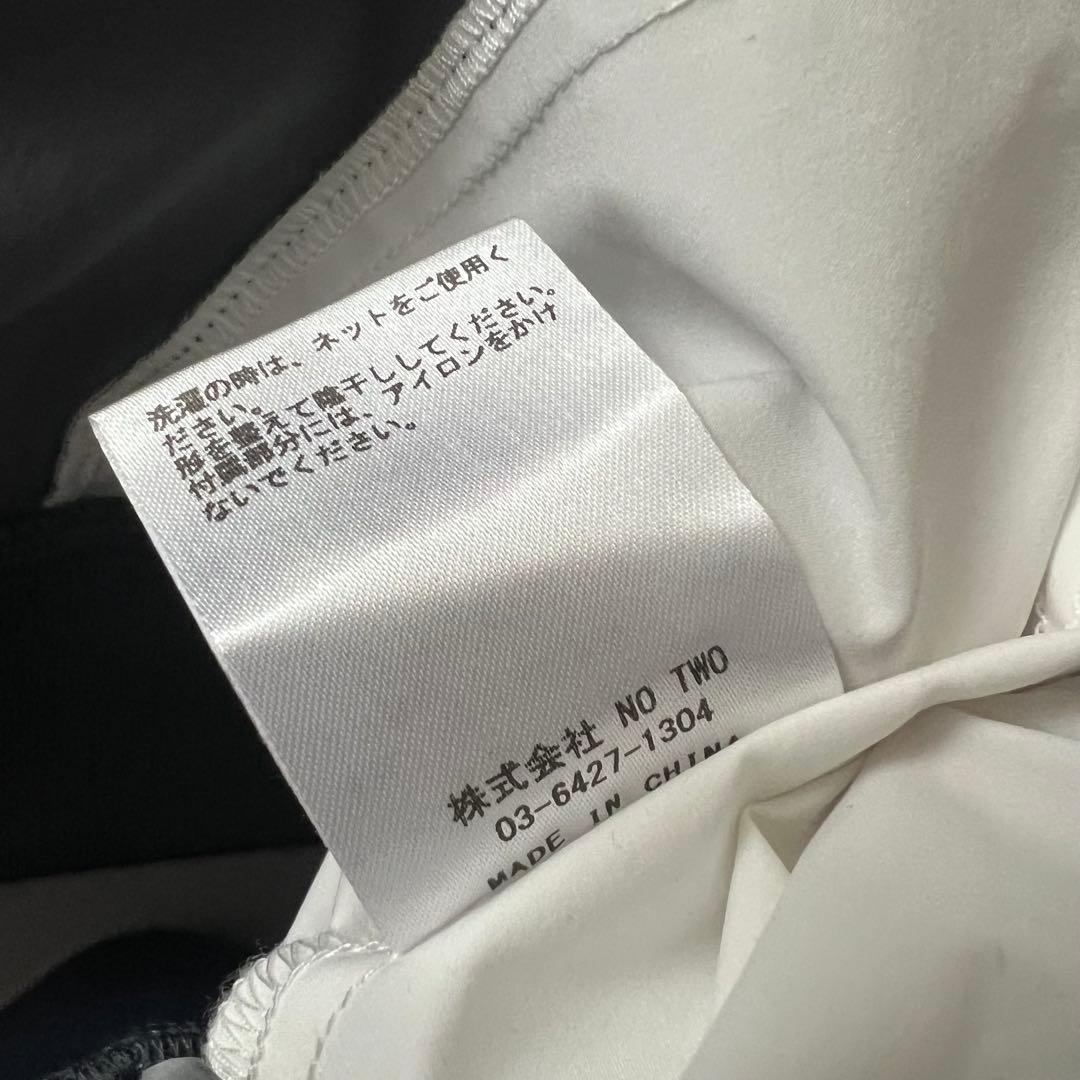 洗濯の時は、ネットをご使用く
ださい。
形を整えて陰干ししてください。
付属部分には、アイロンをかけ
ないでください。
株式会社 NO TWO
03-6427-1304
MADE IN CHINA